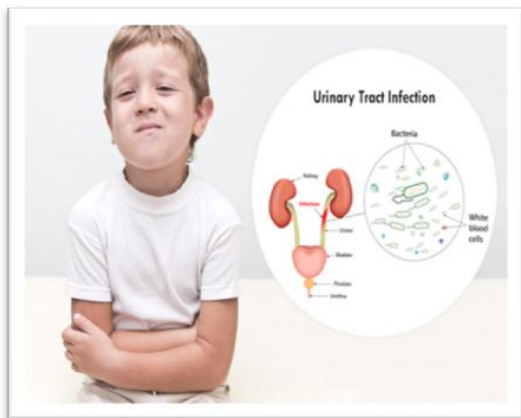 Urinary Tract Infection
Bacteria
Kidney
Infection
White
blood
cells
Ureter
Bladder
Prostate
Urethra